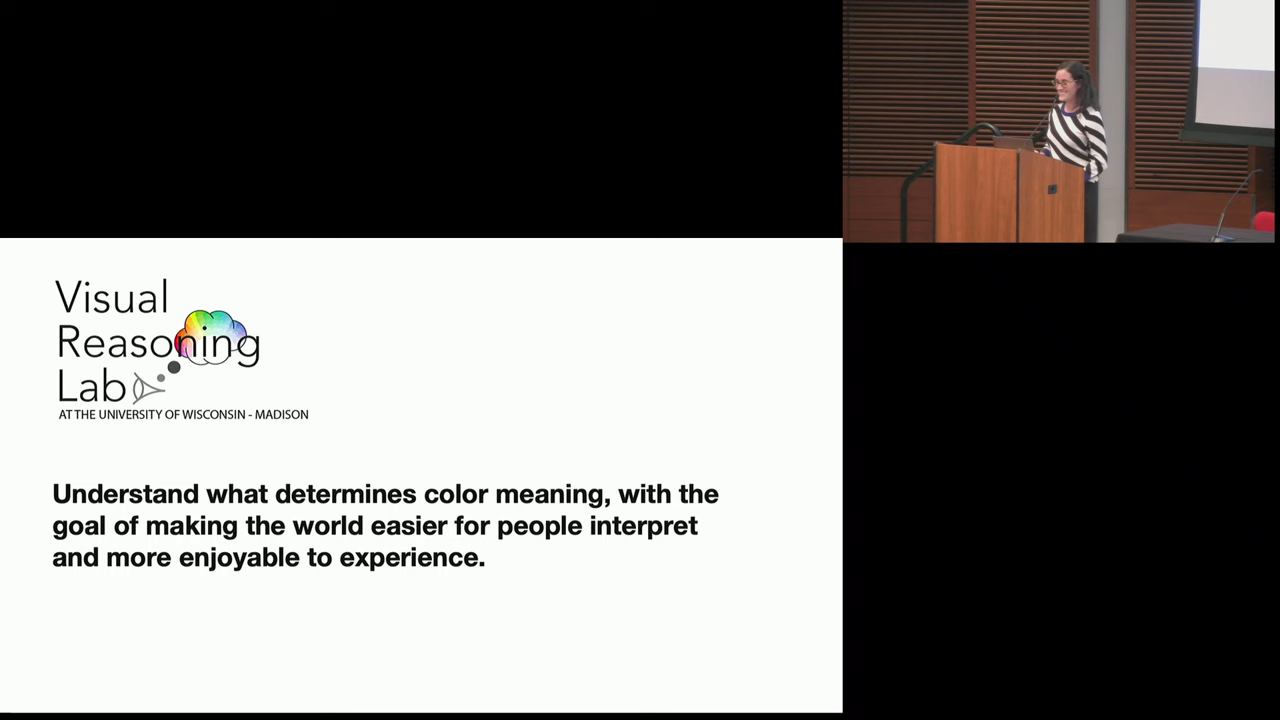 Visual
Reasoning
Lab
AT THE UNIVERSITY OF WISCONSIN - MADISON
Understand what determines color meaning, with the
goal of making the world easier for people interpret
and more enjoyable to experience.